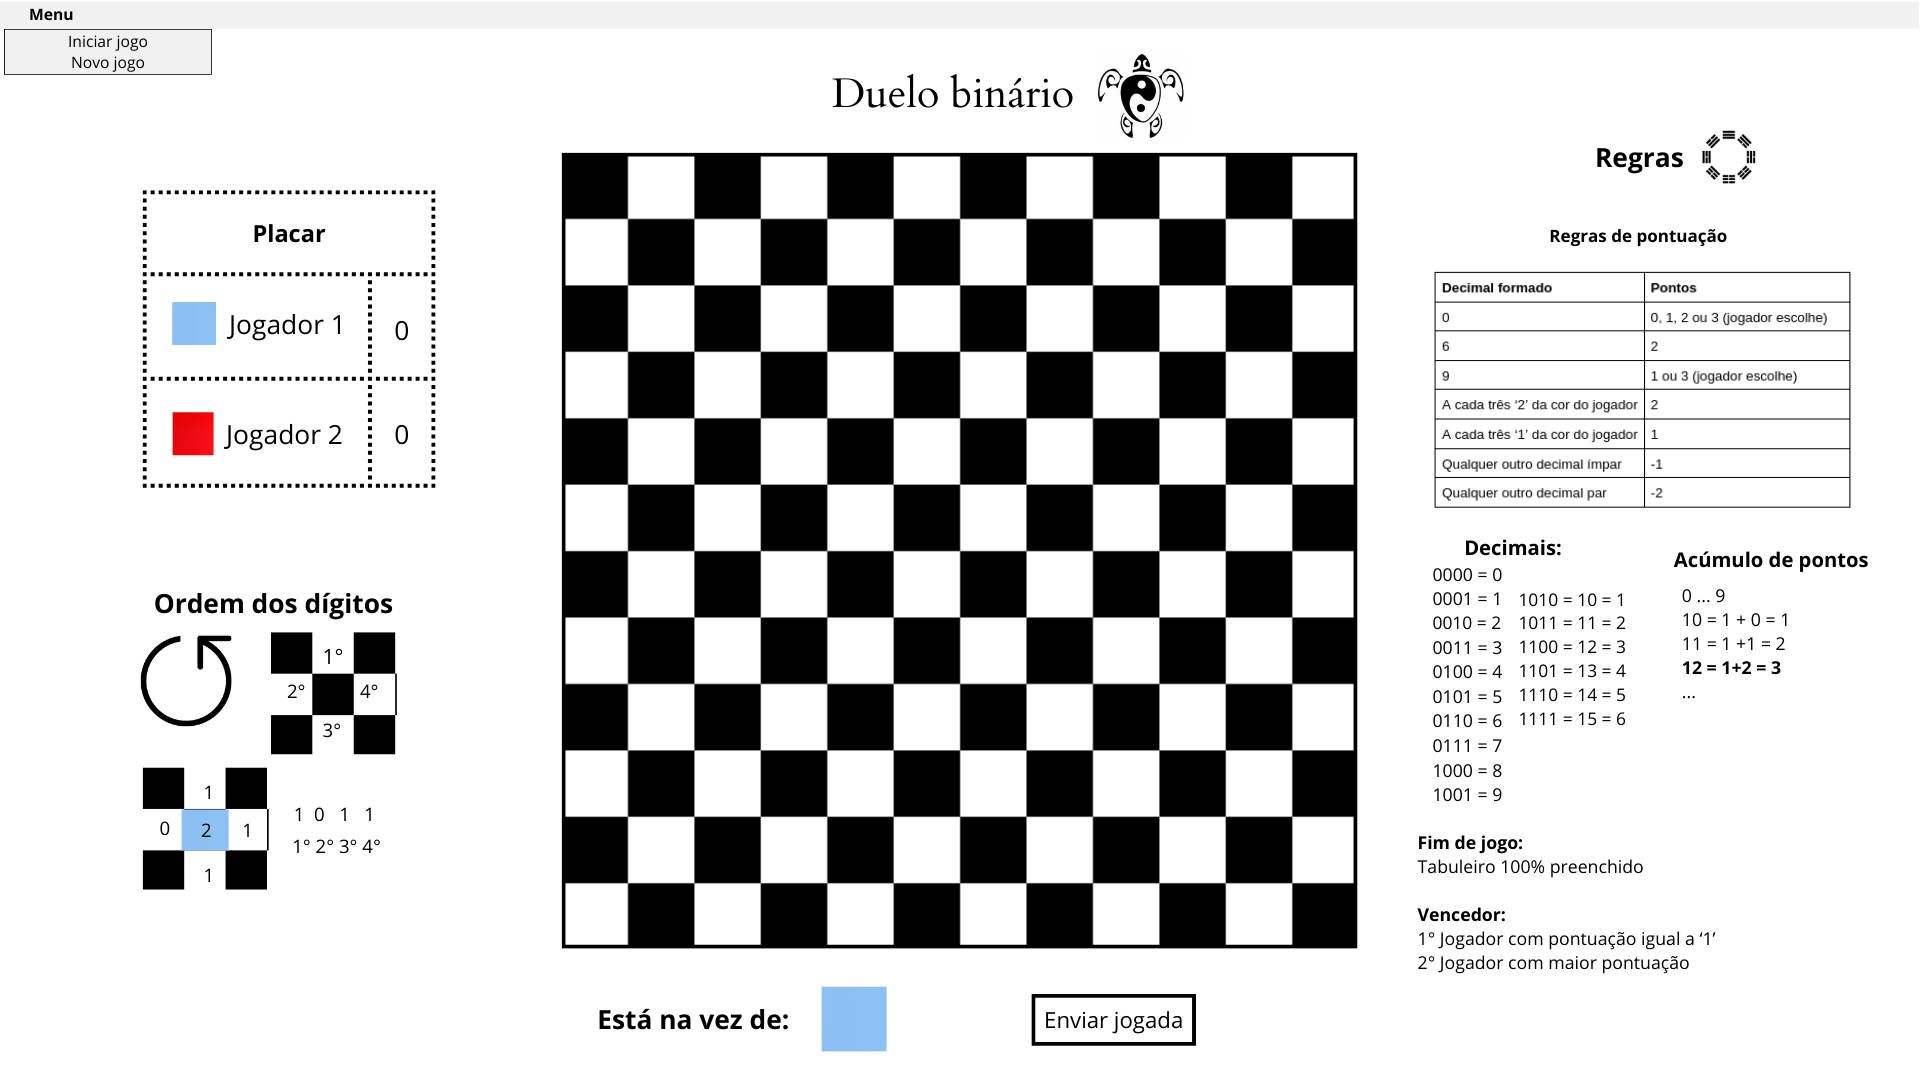 Menu
Iniciar jogo
Novo jogo
Duelo binário
Placar
Jogador 1 0
Jogador 2 0
Ordem dos dígitos
1°
2° 4°
3°
1
0 2 1
1
1 0 1 1
1° 2° 3° 4°
Está na vez de:
Enviar jogada
Regras
Regras de pontuação
Decimal formado Pontos
0 0, 1, 2 ou 3 (jogador escolhe)
6 2
9 1 ou 3 (jogador escolhe)
A cada três ‘2’ da cor do jogador 2
A cada três ‘1’ da cor do jogador 1
Qualquer outro decimal ímpar -1
Qualquer outro decimal par -2
Decimais:
0000 = 0
0001 = 1
0010 = 2
0011 = 3
0100 = 4
0101 = 5
0110 = 6
0111 = 7
1000 = 8
1001 = 9
1010 = 10 = 1
1011 = 11 = 2
1100 = 12 = 3
1101 = 13 = 4
1110 = 14 = 5
1111 = 15 = 6
Acúmulo de pontos
0 ... 9
10 = 1 + 0 = 1
11 = 1 +1 = 2
12 = 1+2 = 3
...
Fim de jogo:
Tabuleiro 100% preenchido
Vencedor:
1° Jogador com pontuação igual a ‘1’
2° Jogador com maior pontuação